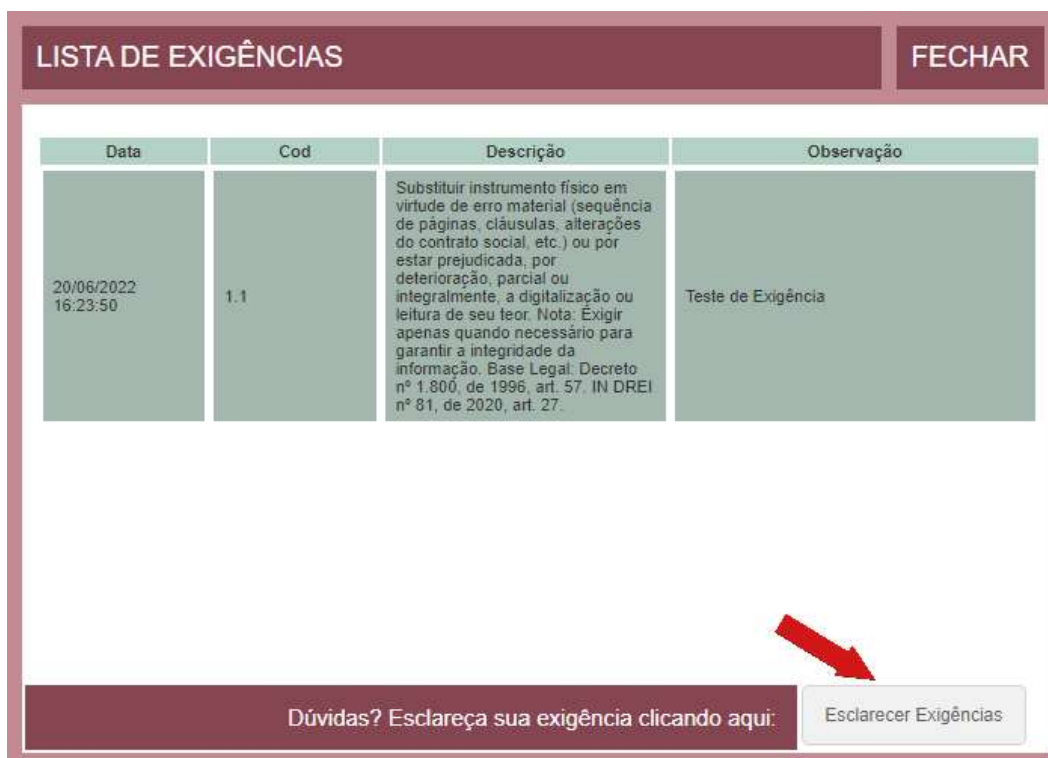 LISTA DE EXIGÊNCIAS
FECHAR
Data
Cod
Descrição
Observação
20/06/2022
16:23:50
1.1
Substituir instrumento físico em
virtude de erro material (sequência
de páginas, cláusulas, alterações
do contrato social, etc.) ou por
estar prejudicada, por
deterioração, parcial ou
integralmente, a digitalização ou
leitura de seu teor. Nota: Exigir
apenas quando necessário para
garantir a integridade da
informação. Base Legal: Decreto
nº 1.800, de 1996, art. 57. IN DREI
nº 81, de 2020, art. 27.
Teste de Exigência
Dúvidas? Esclareça sua exigência clicando aqui:
Esclarecer Exigências